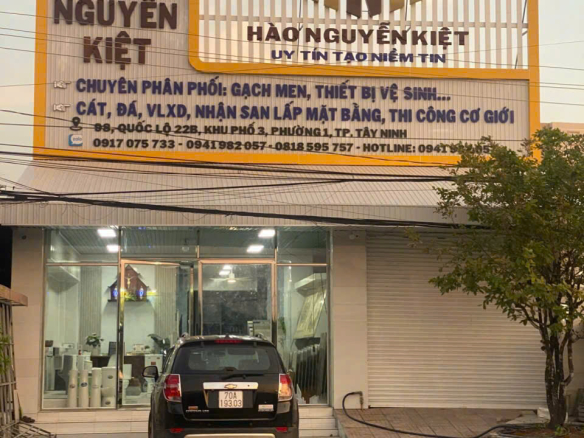 NGUYỄN
KIỆT
HÀO NGUYỄN KIỆT
UY TÍN TẠO NIỀM TIN
CHUYÊN PHÂN PHỐI: GẠCH MEN, THIẾT BỊ VỆ SINH...
CÁT, ĐÁ, VLXD, NHẬN SAN LẤP MẶT BẰNG, THI CÔNG CƠ GIỚI
98, QUỐC LỘ 22B, KHU PHỐ 3, PHƯỜNG 1, TP. TÂY NINH
0917 075 733 - 0941 982 057 - 0818 595 757 - HOTLINE:
70A
193.03